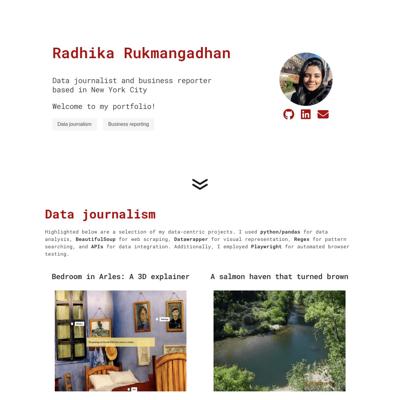 Radhika Rukmangadhan
Data journalist and business reporter
based in New York City
Welcome to my portfolio!
Data journalism
Business reporting
Data journalism
Highlighted below are a selection of my data-centric projects. I used python/pandas for data
analysis, BeautifulSoup for web scraping, Datawrapper for visual representation, Regex for pattern
searching, and APIs for data integration. Additionally, I employed Playwright for automated browser
testing.
Bedroom in Arles: A 3D explainer
A salmon haven that turned brown